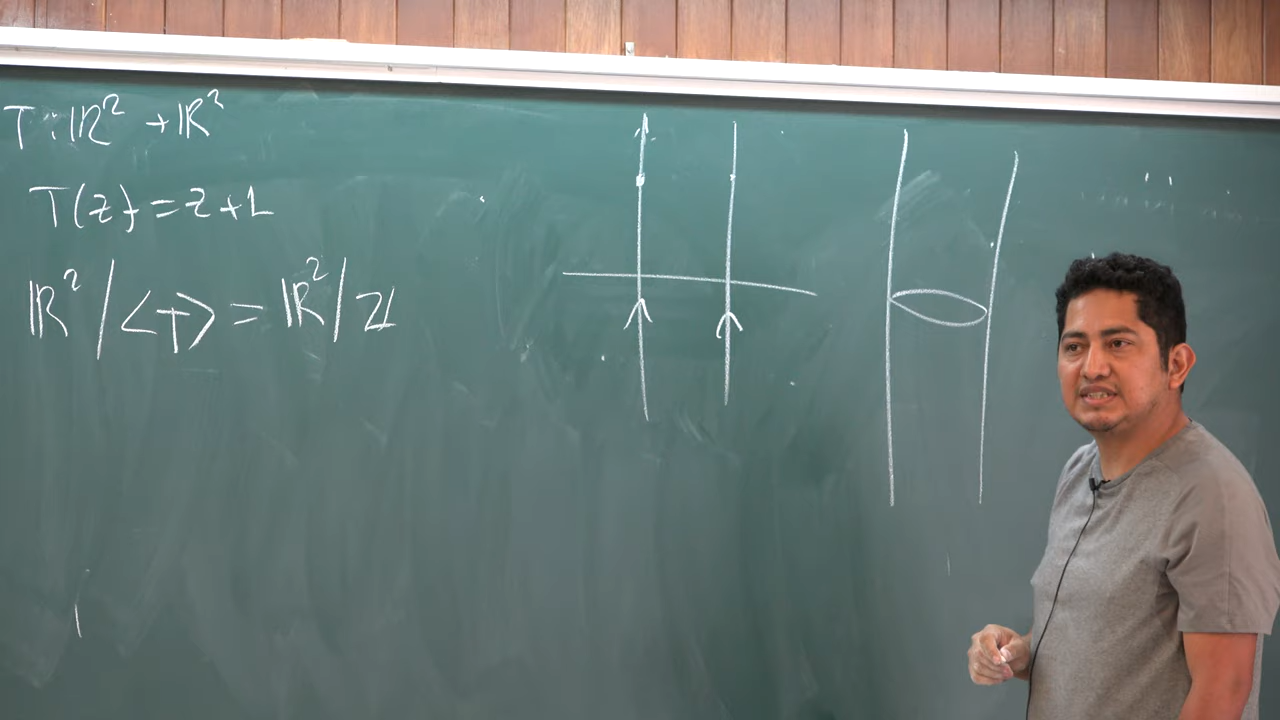 T : ℝ² → ℝ²
T(z) = z + 1
ℝ² / <T> = ℝ² / ℤ